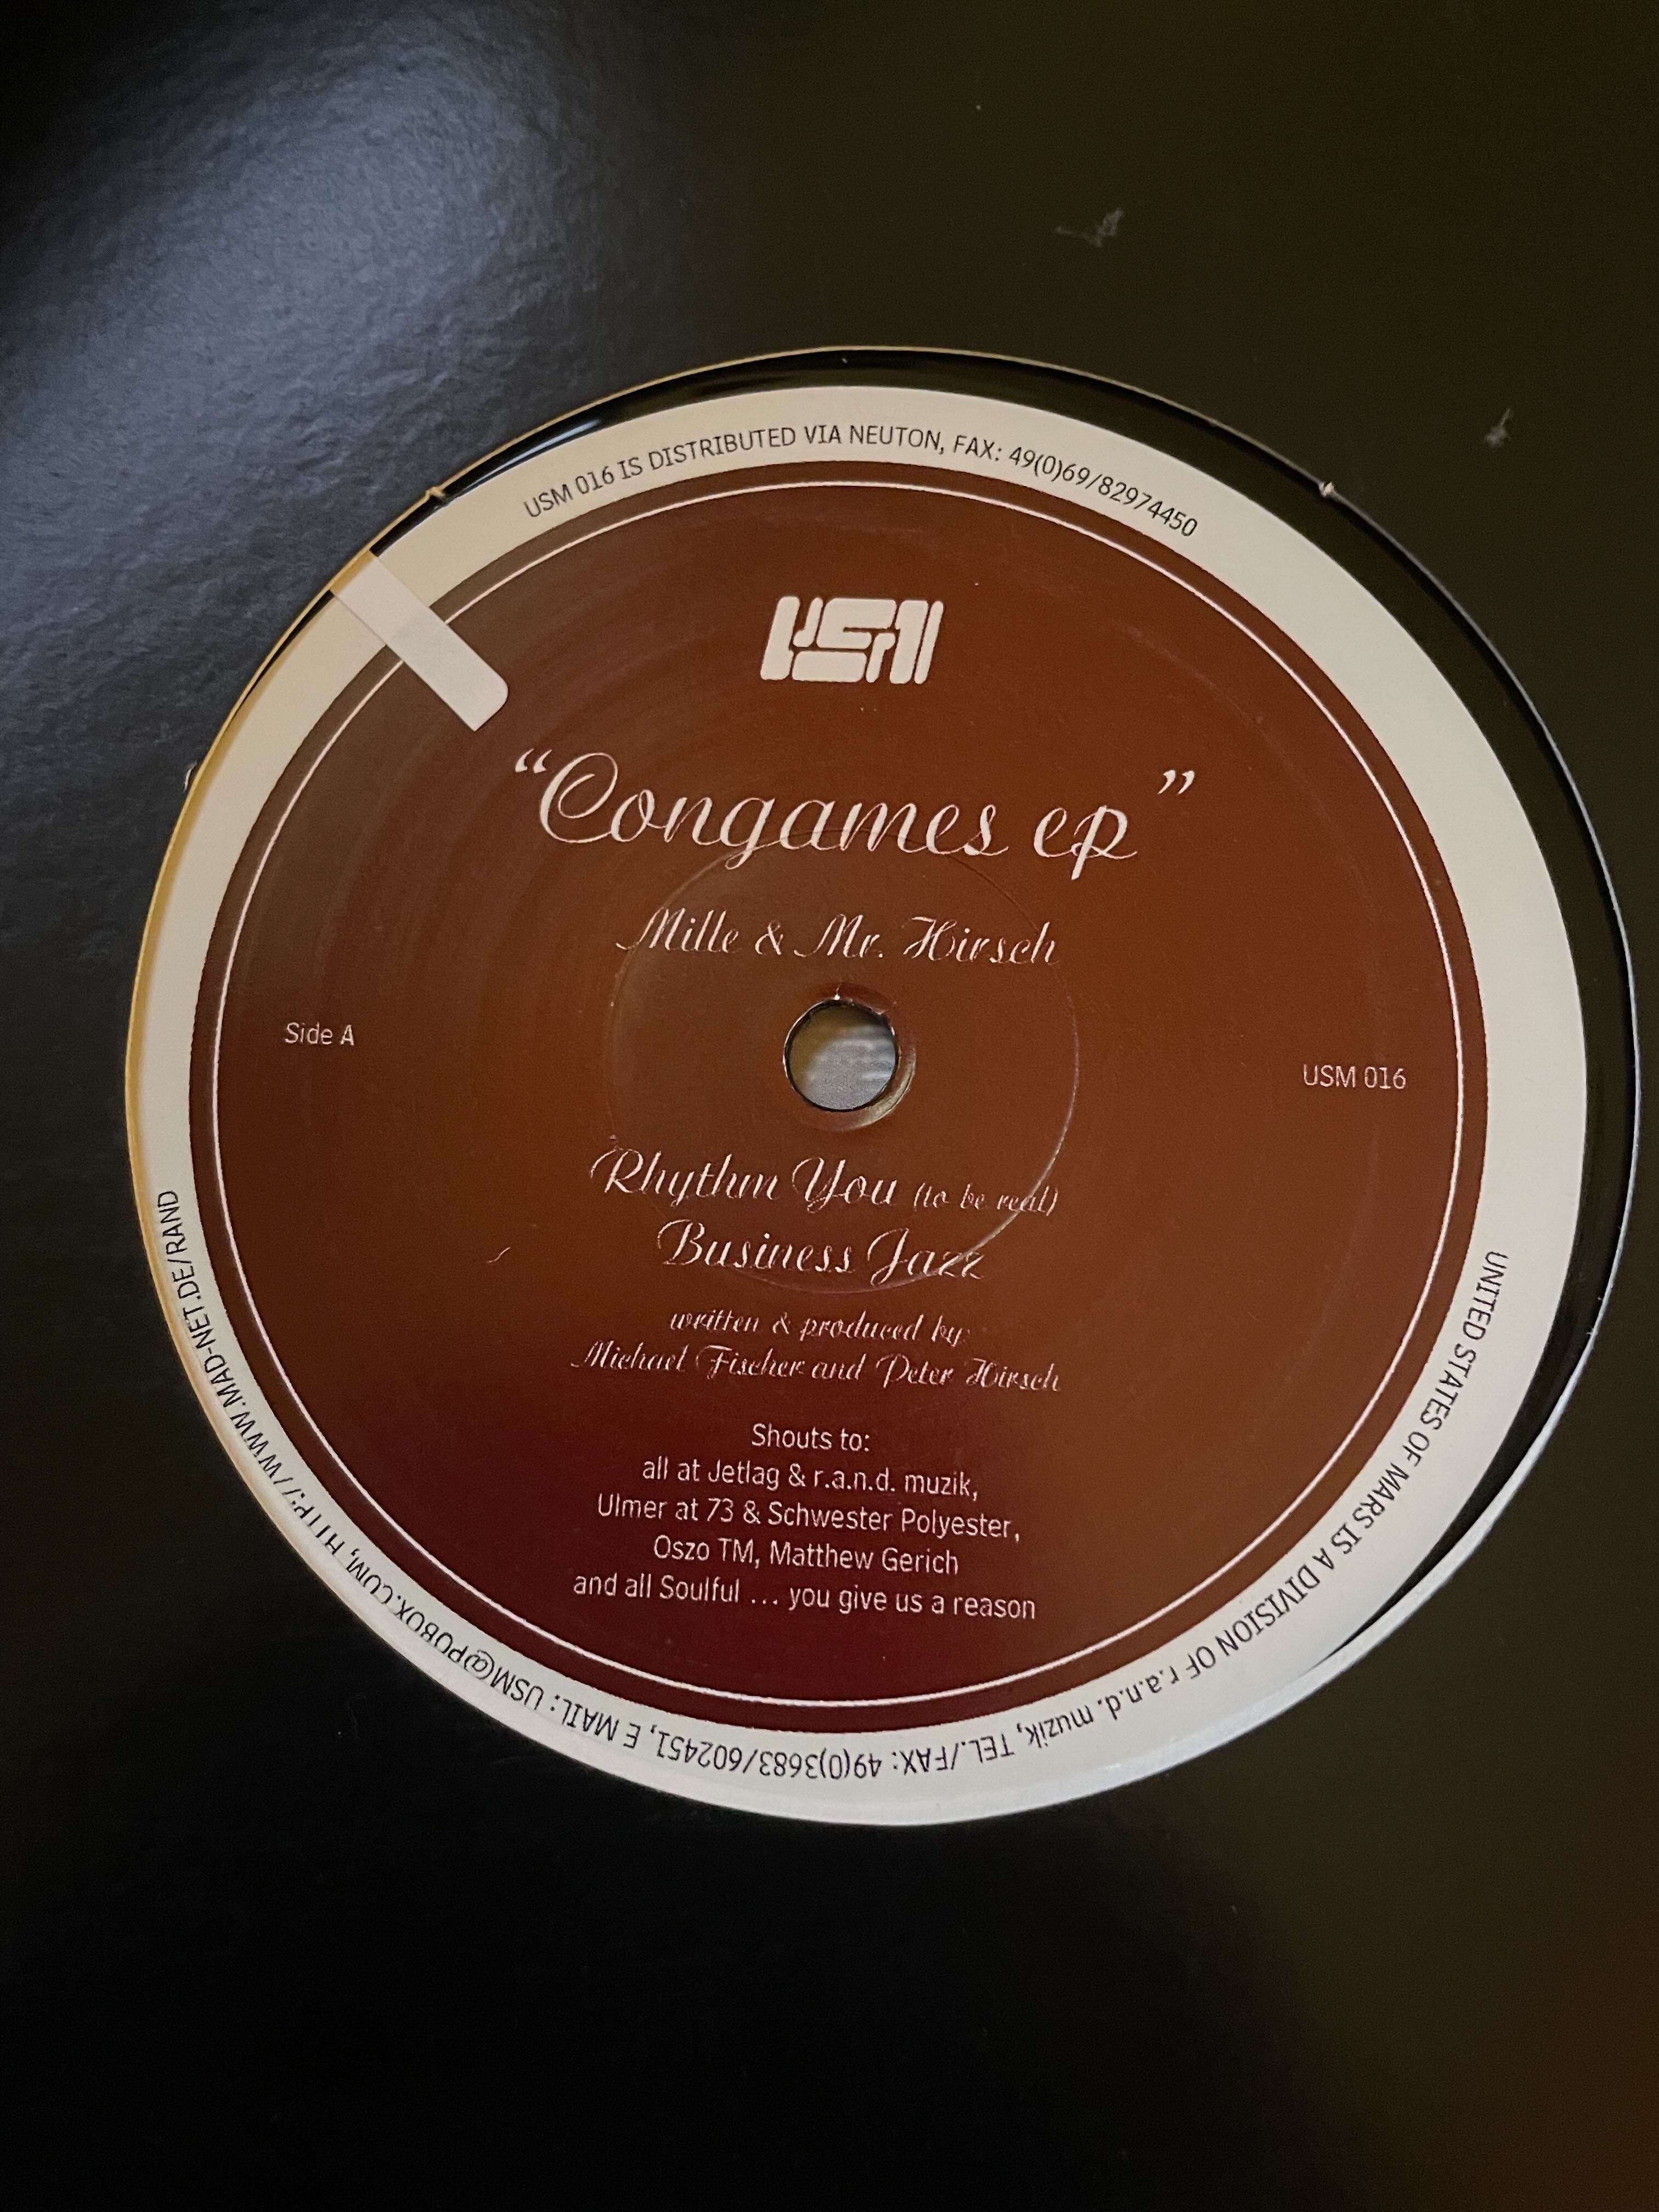 USM 016 IS DISTRIBUTED VIA NEUTON, FAX: 49(0)69/82974450
USM
“Congames ep”
Mille & Mr. Hirsch
Side A
USM 016
Rhythm You (to be real)
Business Jazz
written & produced by:
Michael Fischer and Peter Hirsch
Shouts to:
all at Jetlag & r.a.n.d. muzik,
Ulmer at 73 & Schwester Polyester,
Oszo TM, Matthew Gerich
and all Soulful ... you give us a reason
UNITED STATES OF MARS IS A DIVISION OF r.a.n.d. muzik, TEL./FAX: 49(0)3683/602451, E MAIL: USM@POBOX.COM, HTTP://WWW.MAD-NET.DE/RAND